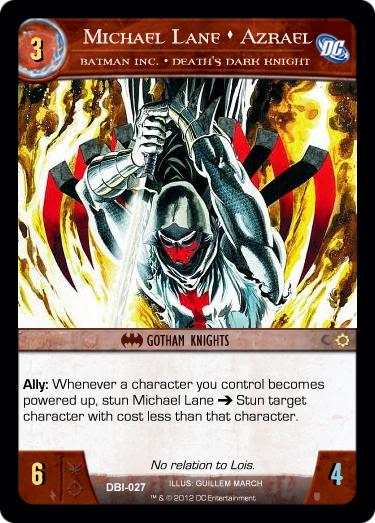 3
MICHAEL LANE ♦ AZRAEL
DC
BATMAN INC. • DEATH'S DARK KNIGHT
GOTHAM KNIGHTS
Ally: Whenever a character you control becomes
powered up, stun Michael Lane ➔ Stun target
character with cost less than that character.
No relation to Lois.
6
DBI-027
ILLUS: GUILLEM MARCH
4
™ & © 2012 DC Entertainment